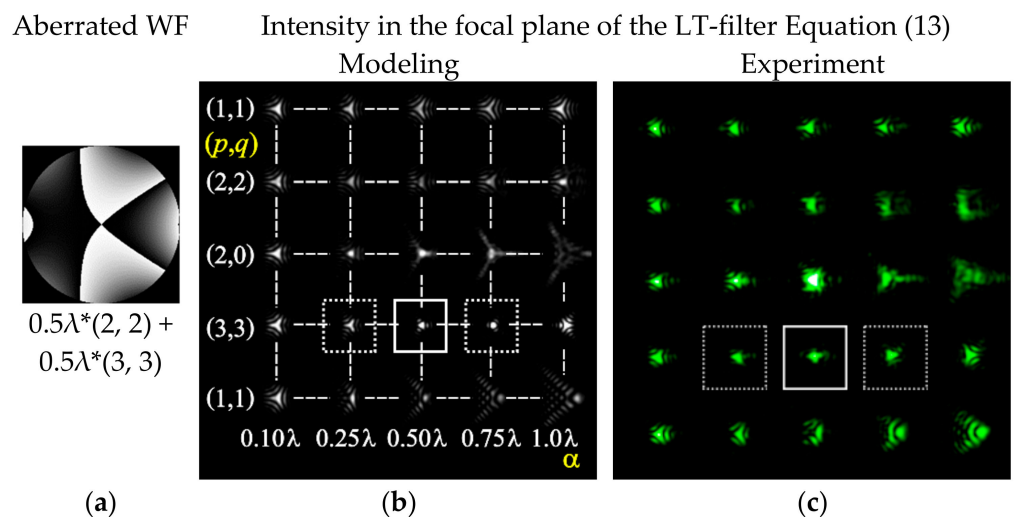 Aberrated WF
Intensity in the focal plane of the LT-filter Equation (13)
Modeling
Experiment
(1,1)
(p,q)
(2,2)
(2,0)
(3,3)
(1,1)
0.10λ 0.25λ 0.50λ 0.75λ 1.0λ
α
0.5λ*(2, 2) +
0.5λ*(3, 3)
(a)
(b)
(c)